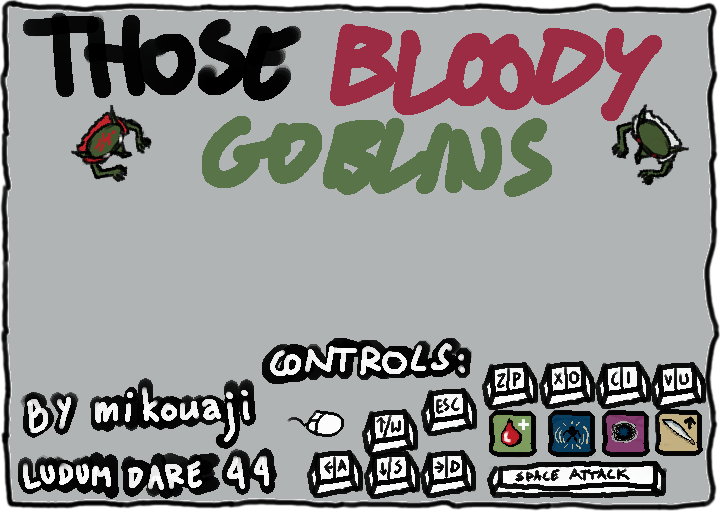 THOSE BLOODY
GOBLINS
CONTROLS:
BY mikouaji
LUDUM DARE 44
ESC
↑/W
←/A ↓/S →/D
Z/P X/O C/I V/U
SPACE ATTACK